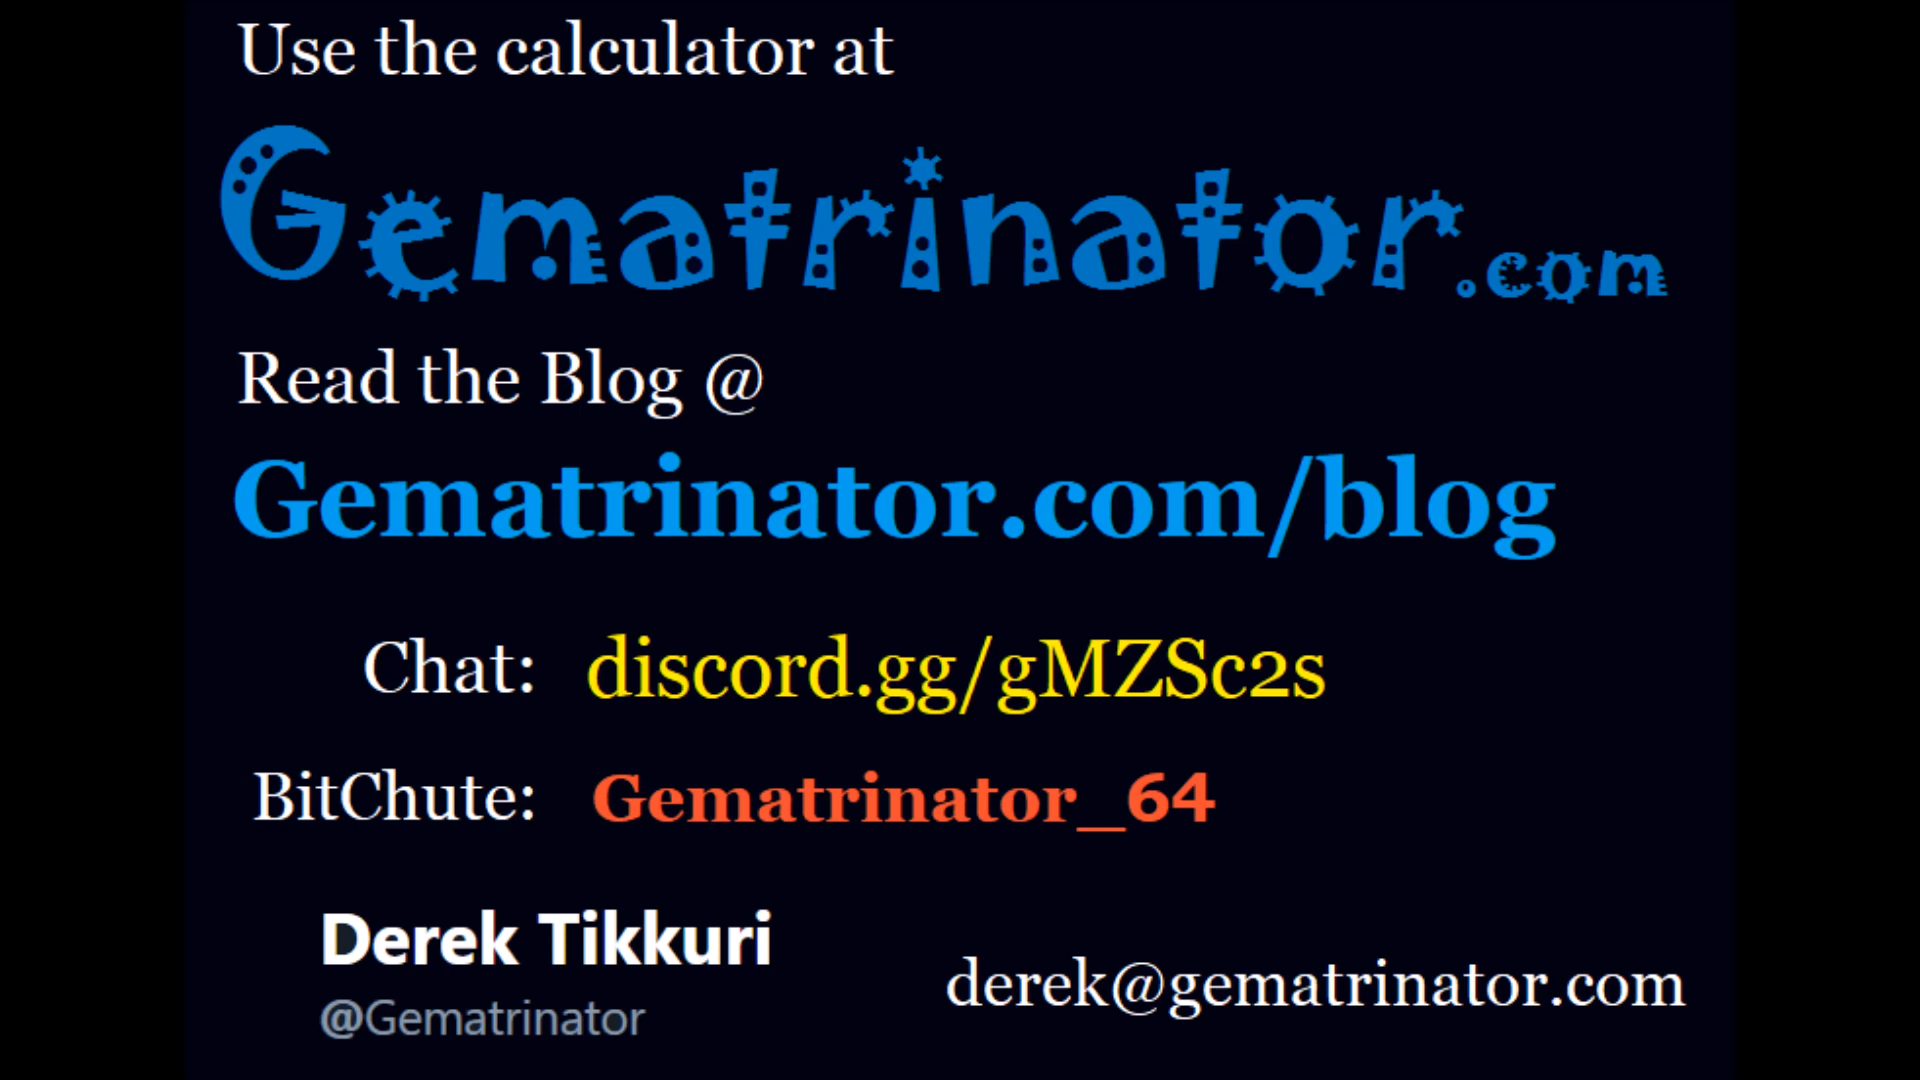 Use the calculator at
Gematrinator.com
Read the Blog @
Gematrinator.com/blog
Chat: discord.gg/gMZSc2s
BitChute: Gematrinator_64
Derek Tikkuri
@Gematrinator
derek@gematrinator.com